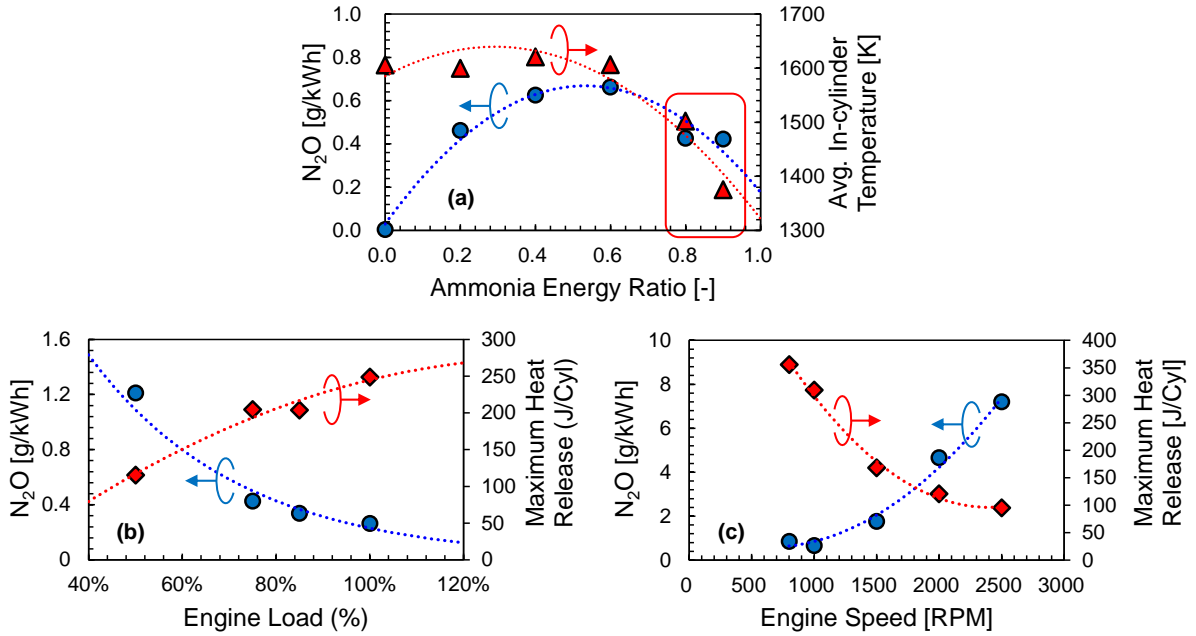 N₂O [g/kWh]
1.0
0.8
0.6
0.4
0.2
0.0
(a)
1700
1600
1500
1400
1300
Avg. In-cylinder
Temperature [K]
0.0 0.2 0.4 0.6 0.8 1.0
Ammonia Energy Ratio [-]
N₂O [g/kWh]
1.6
1.2
0.8
0.4
0
(b)
300
250
200
150
100
50
0
Maximum Heat
Release (J/Cyl)
40% 60% 80% 100% 120%
Engine Load (%)
N₂O [g/kWh]
10
8
6
4
2
0
(c)
400
350
300
250
200
150
100
50
0
Maximum Heat
Release [J/Cyl]
0 500 1000 1500 2000 2500 3000
Engine Speed [RPM]